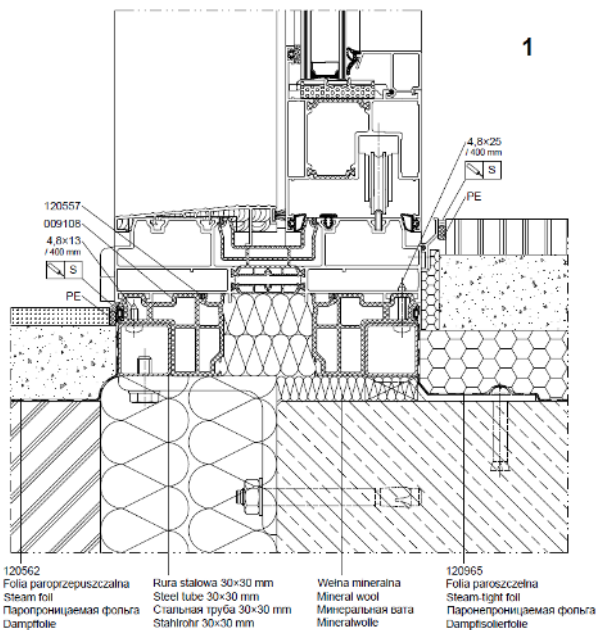 1
4,8×25
/ 400 mm
S
PE
120557
009108
4,8×13
/ 400 mm
S
PE
120562
Folia paroprzepuszczalna
Steam foil
Паропроницаемая фольга
Dampffolie
Rura stalowa 30×30 mm
Steel tube 30×30 mm
Стальная труба 30×30 mm
Stahlrohr 30×30 mm
Wełna mineralna
Mineral wool
Минеральная вата
Mineralwolle
120965
Folia paroszczelna
Steam-tight foil
Паронепроницаемая фольга
Dampfisolierfolie